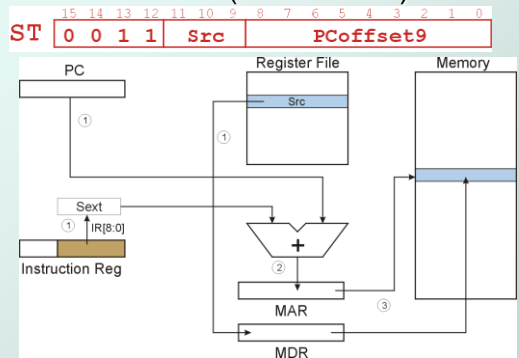 15 14 13 12 11 10 9 8 7 6 5 4 3 2 1 0
ST 0 0 1 1 Src PCoffset9
PC
Register File
Memory
Src
①
①
Sext
①
IR[8:0]
Instruction Reg
+
②
MAR
③
MDR